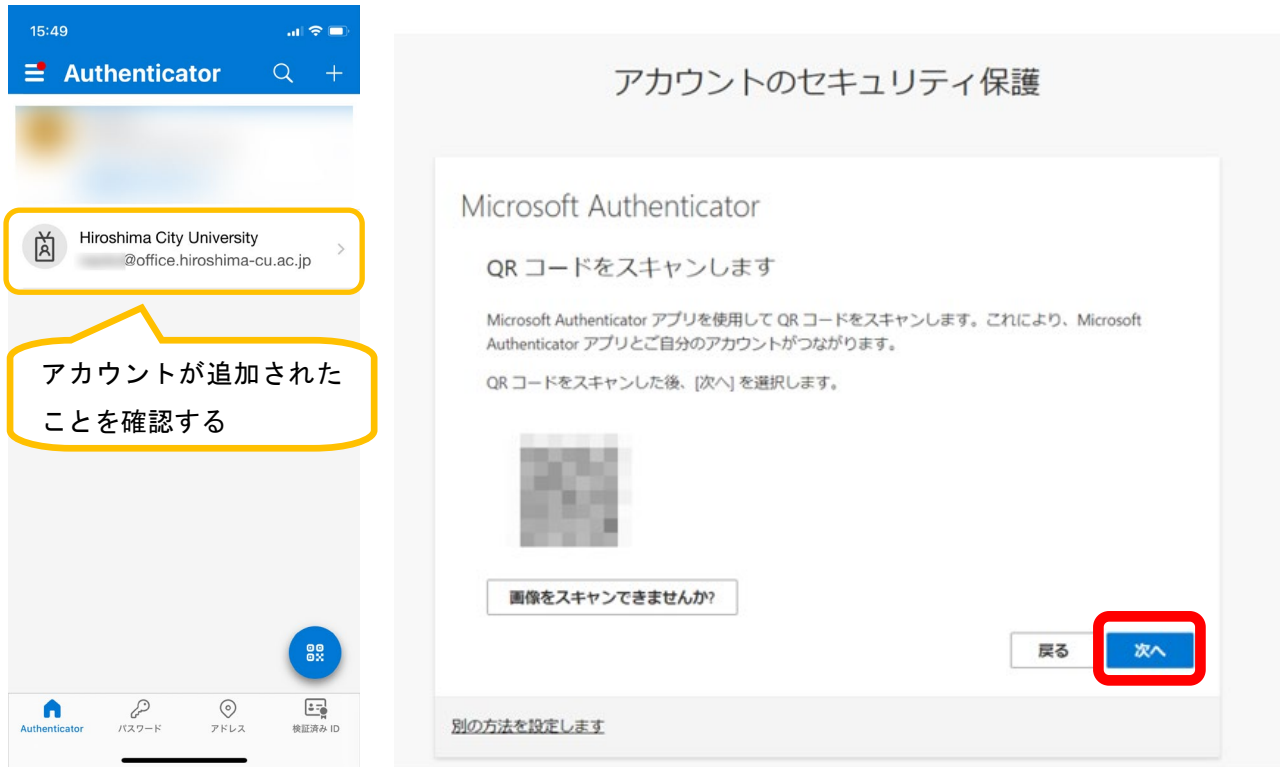 15:49
Authenticator
Hiroshima City University
@office.hiroshima-cu.ac.jp
アカウントが追加された
ことを確認する
Authenticator
パスワード
アドレス
検証済み ID
アカウントのセキュリティ保護
Microsoft Authenticator
QR コードをスキャンします
Microsoft Authenticator アプリを使用して QR コードをスキャンします。これにより、Microsoft
Authenticator アプリとご自分のアカウントがつながります。
QR コードをスキャンした後、[次へ] を選択します。
画像をスキャンできませんか?
戻る
次へ
別の方法を設定します